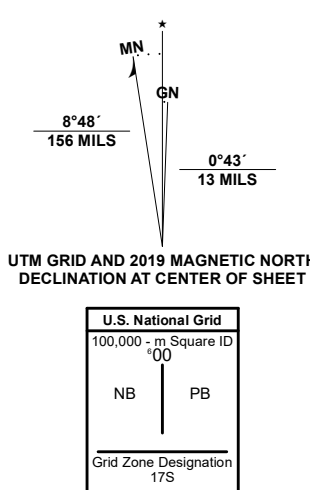 ★
MN
GN
8°48´
156 MILS
0°43´
13 MILS
UTM GRID AND 2019 MAGNETIC NORTH
DECLINATION AT CENTER OF SHEET
U.S. National Grid
100,000 - m Square ID
⁶00
NB PB
Grid Zone Designation
17S